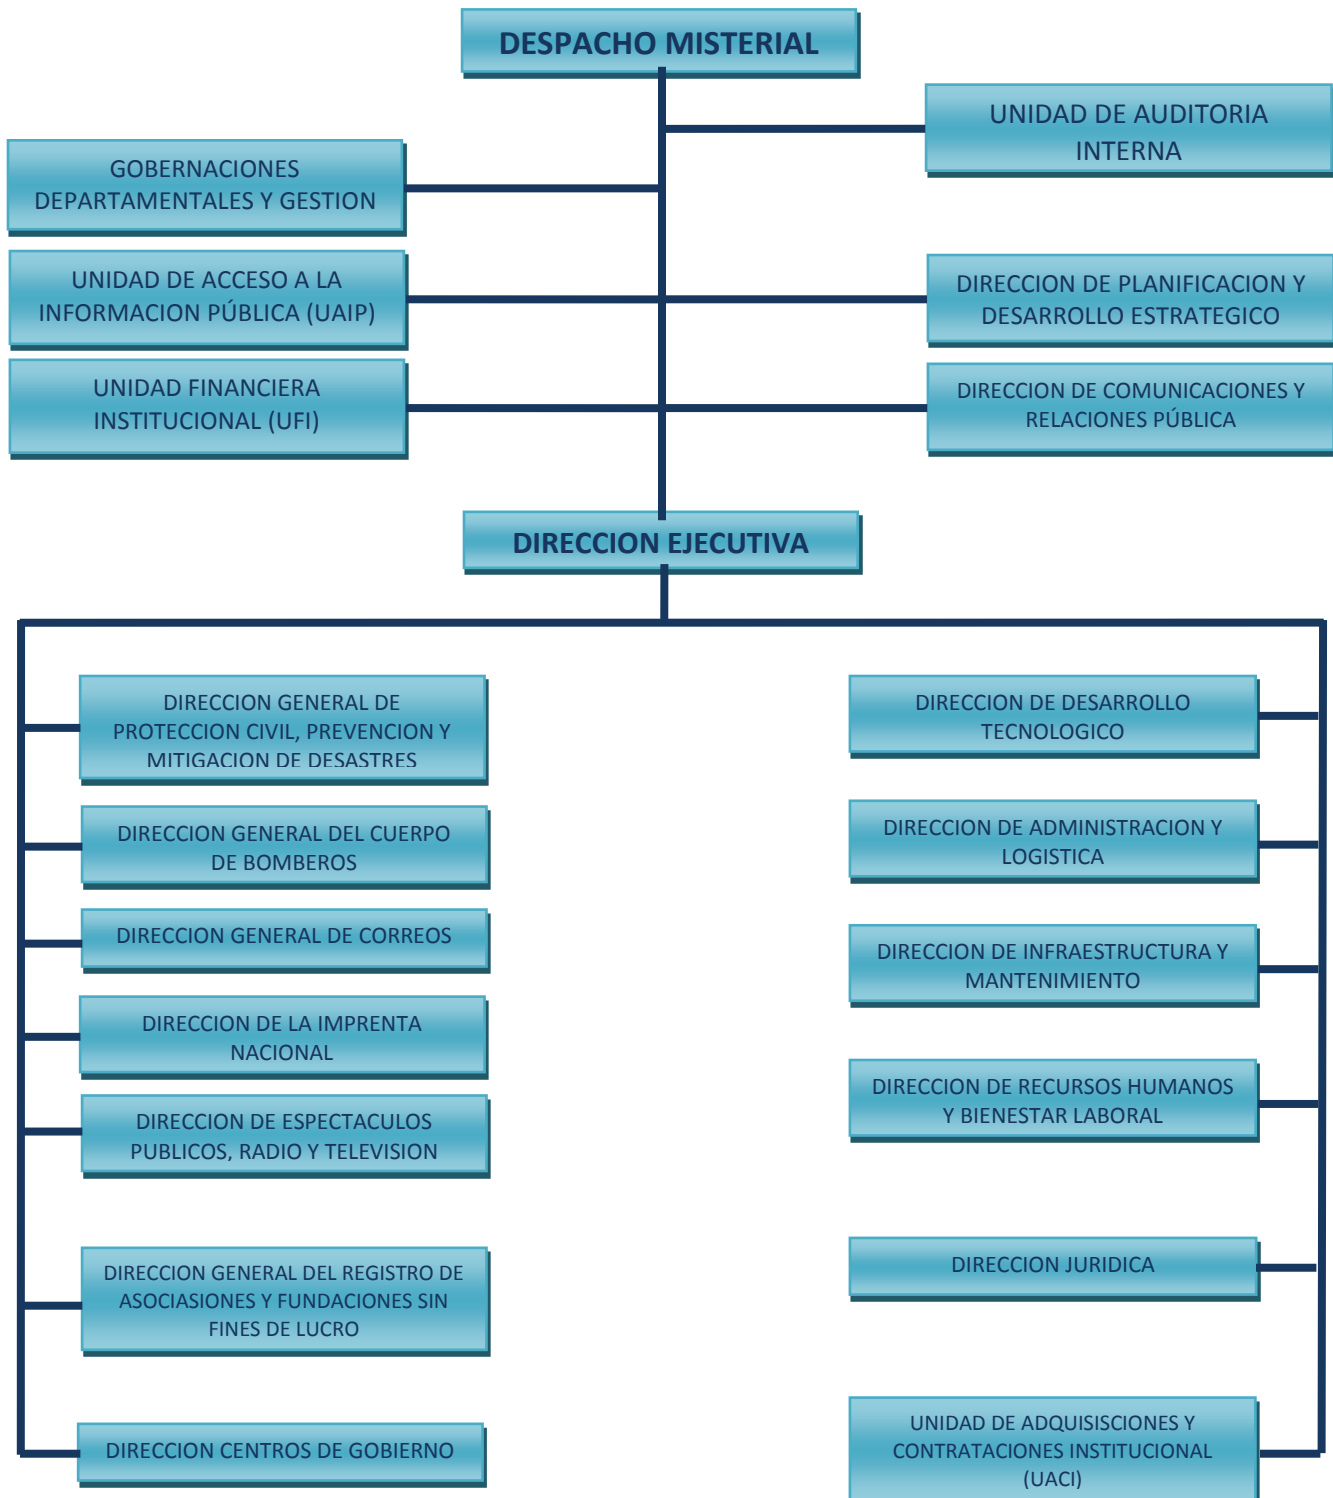 DESPACHO MISTERIAL
UNIDAD DE AUDITORIA
INTERNA
GOBERNACIONES
DEPARTAMENTALES Y GESTION
UNIDAD DE ACCESO A LA
INFORMACION PÚBLICA (UAIP)
DIRECCION DE PLANIFICACION Y
DESARROLLO ESTRATEGICO
UNIDAD FINANCIERA
INSTITUCIONAL (UFI)
DIRECCION DE COMUNICACIONES Y
RELACIONES PÚBLICA
DIRECCION EJECUTIVA
DIRECCION GENERAL DE
PROTECCION CIVIL, PREVENCION Y
MITIGACION DE DESASTRES
DIRECCION GENERAL DEL CUERPO
DE BOMBEROS
DIRECCION GENERAL DE CORREOS
DIRECCION DE LA IMPRENTA
NACIONAL
DIRECCION DE ESPECTACULOS
PUBLICOS, RADIO Y TELEVISION
DIRECCION GENERAL DEL REGISTRO DE
ASOCIASIONES Y FUNDACIONES SIN
FINES DE LUCRO
DIRECCION CENTROS DE GOBIERNO
DIRECCION DE DESARROLLO
TECNOLOGICO
DIRECCION DE ADMINISTRACION Y
LOGISTICA
DIRECCION DE INFRAESTRUCTURA Y
MANTENIMIENTO
DIRECCION DE RECURSOS HUMANOS
Y BIENESTAR LABORAL
DIRECCION JURIDICA
UNIDAD DE ADQUISISCIONES Y
CONTRATACIONES INSTITUCIONAL
(UACI)